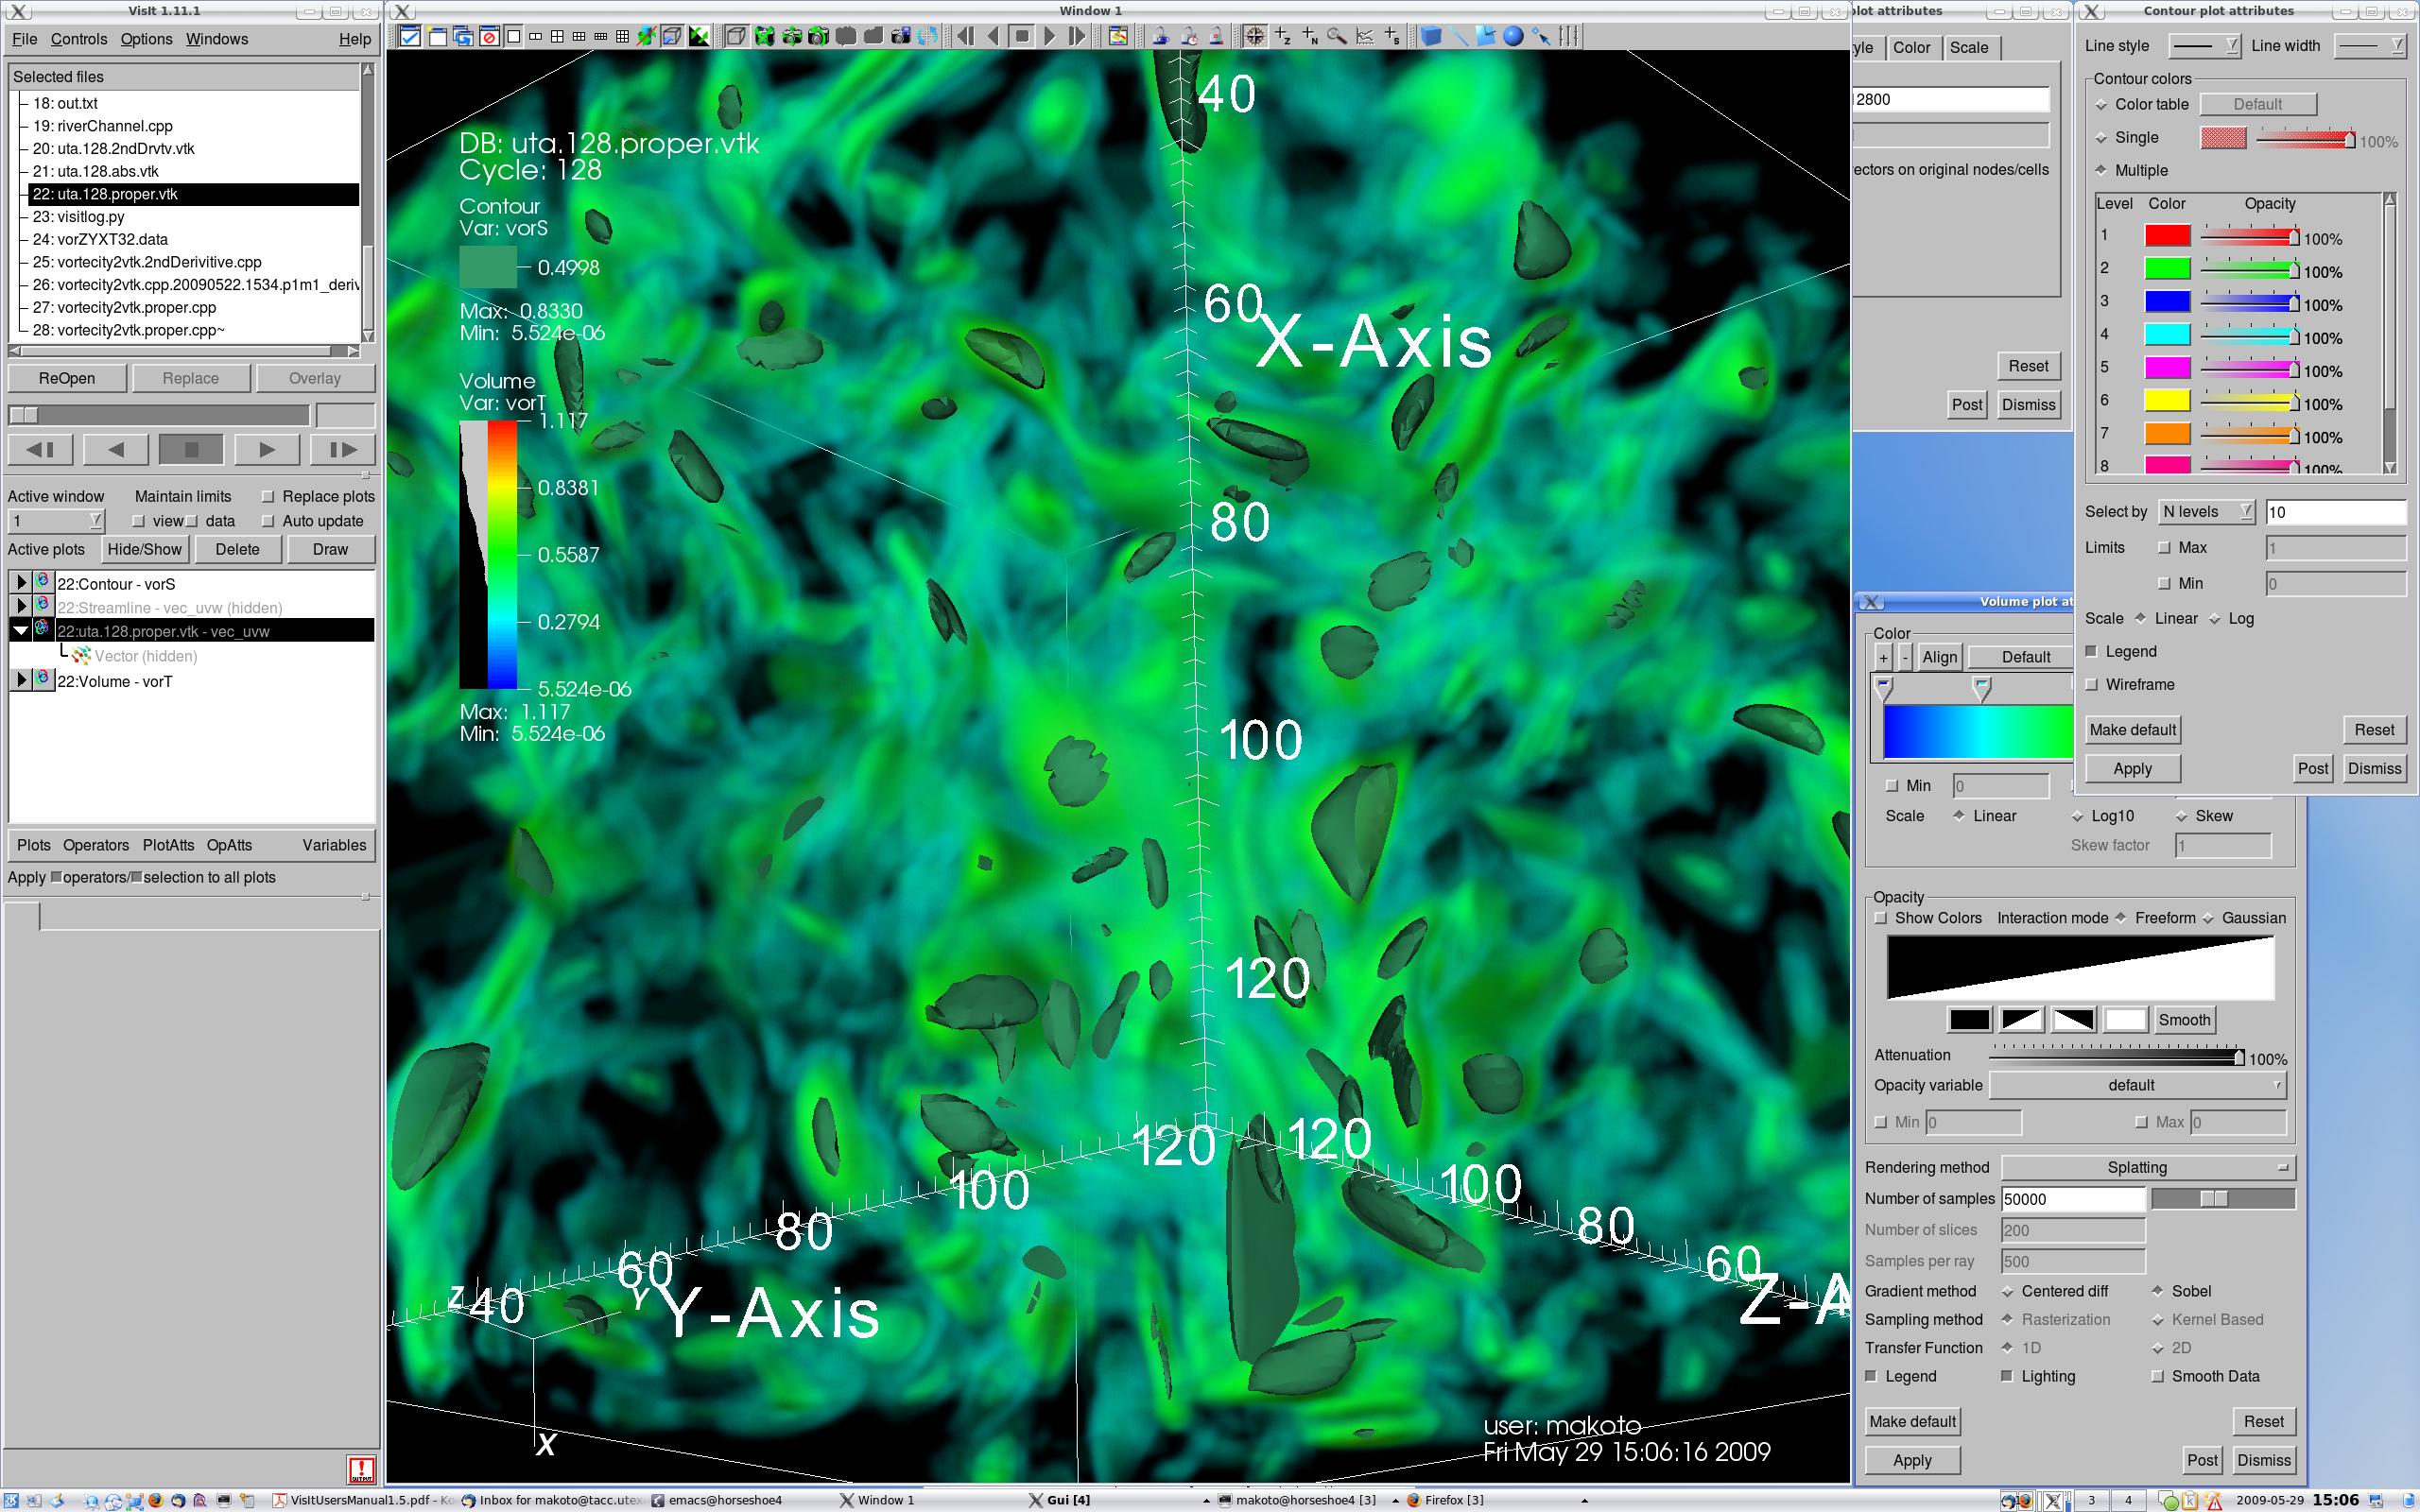 VisIt 1.11.1
File Controls Options Windows Help
Selected files
18: out.txt
19: riverChannel.cpp
20: uta.128.2ndDrvtv.vtk
21: uta.128.abs.vtk
22: uta.128.proper.vtk
23: visitlog.py
24: vorZYXT32.data
25: vortecity2vtk.2ndDerivitive.cpp
26: vortecity2vtk.cpp.20090522.1534.p1m1_deriv
27: vortecity2vtk.proper.cpp
28: vortecity2vtk.proper.cpp~
ReOpen Replace Overlay
Active window Maintain limits Replace plots
1 view data Auto update
Active plots Hide/Show Delete Draw
22:Contour - vorS
22:Streamline - vec_uvw (hidden)
22:uta.128.proper.vtk - vec_uvw
Vector (hidden)
22:Volume - vorT
Plots Operators PlotAtts OpAtts Variables
Apply operators/ selection to all plots
Window 1
DB: uta.128.proper.vtk
Cycle: 128
Contour
Var: vorS
0.4998
Max: 0.8330
Min: 5.524e-06
Volume
Var: vorT
1.117
0.8381
0.5587
0.2794
5.524e-06
Max: 1.117
Min: 5.524e-06
40
60
X-Axis
80
100
120
120 120
100 100
80 80
60 60
40
Y-Axis
Z-A
Z
Y
X
user: makoto
Fri May 29 15:06:16 2009
plot attributes
yle Color Scale
2800
ectors on original nodes/cells
Reset
Post Dismiss
Contour plot attributes
Line style Line width
Contour colors
Color table Default
Single 100%
Multiple
Level Color Opacity
1 100%
2 100%
3 100%
4 100%
5 100%
6 100%
7 100%
8 100%
Select by N levels 10
Limits Max 1
Min 0
Scale Linear Log
Legend
Wireframe
Make default Reset
Apply Post Dismiss
Volume plot at
Color
+ - Align Default
Min 0
Scale Linear Log10 Skew
Skew factor 1
Opacity
Show Colors Interaction mode Freeform Gaussian
Smooth
Attenuation 100%
Opacity variable default
Min 0 Max 0
Rendering method Splatting
Number of samples 50000
Number of slices 200
Samples per ray 500
Gradient method Centered diff Sobel
Sampling method Rasterization Kernel Based
Transfer Function 1D 2D
Legend Lighting Smooth Data
Make default Reset
Apply Post Dismiss
VisItUsersManual1.5.pdf - Inbox for makoto@tacc.utex emacs@horseshoe4 Window 1 Gui [4] makoto@horseshoe4 [3] Firefox [3] 3 4 2009-05-29 15:06